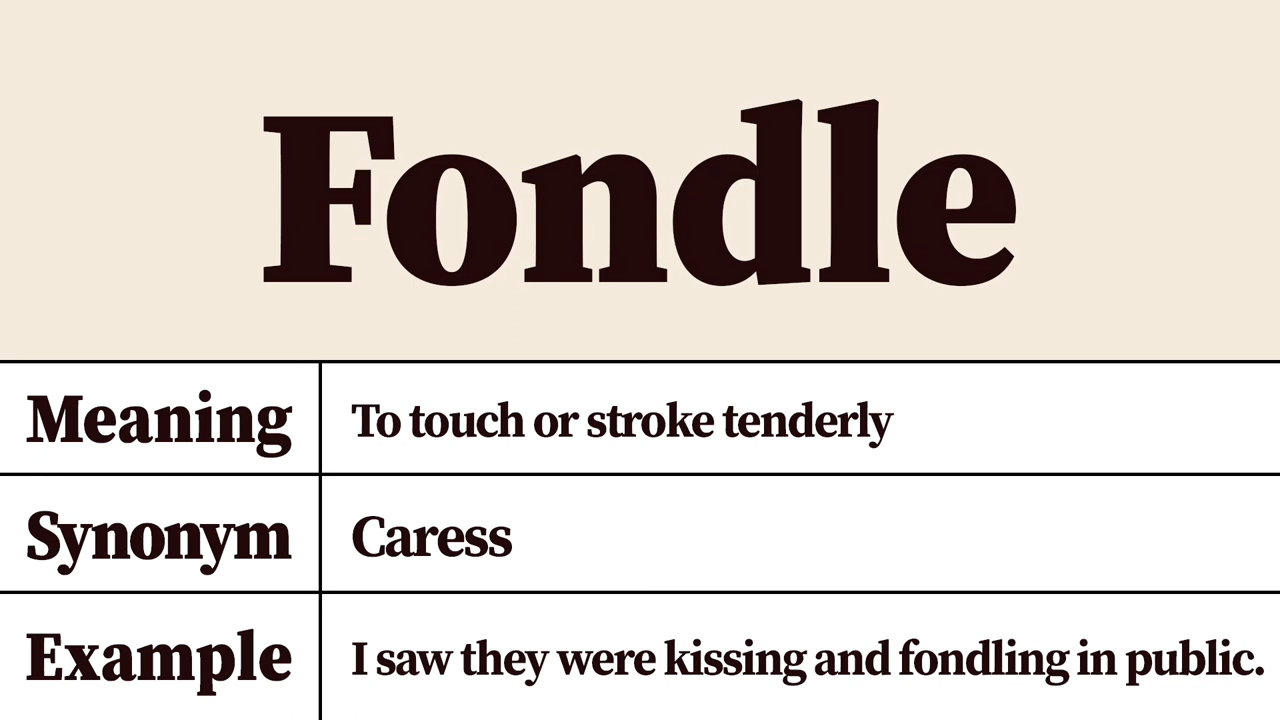 Fondle
Meaning
To touch or stroke tenderly
Synonym
Caress
Example
I saw they were kissing and fondling in public.